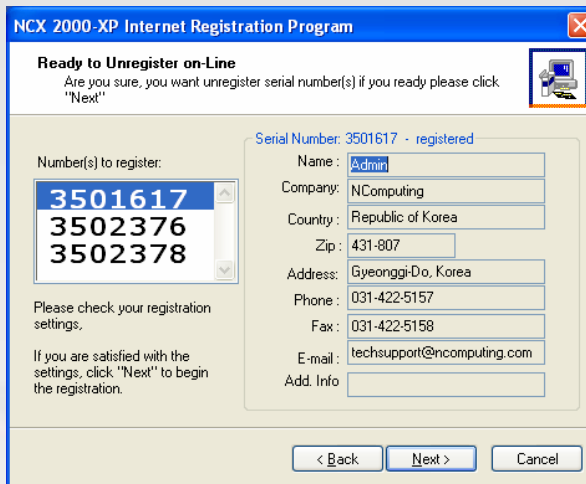 NCX 2000-XP Internet Registration Program
Ready to Unregister on-Line
Are you sure, you want unregister serial number(s) if you ready please click
"Next"
Number(s) to register:
3501617
3502376
3502378
Please check your registration
settings,
If you are satisfied with the
settings, click "Next" to begin
the registration.
Serial Number: 3501617 - registered
Name : Admin
Company: NComputing
Country : Republic of Korea
Zip : 431-807
Address: Gyeonggi-Do, Korea
Phone : 031-422-5157
Fax : 031-422-5158
E-mail : techsupport@ncomputing.com
Add. Info
< Back
Next >
Cancel